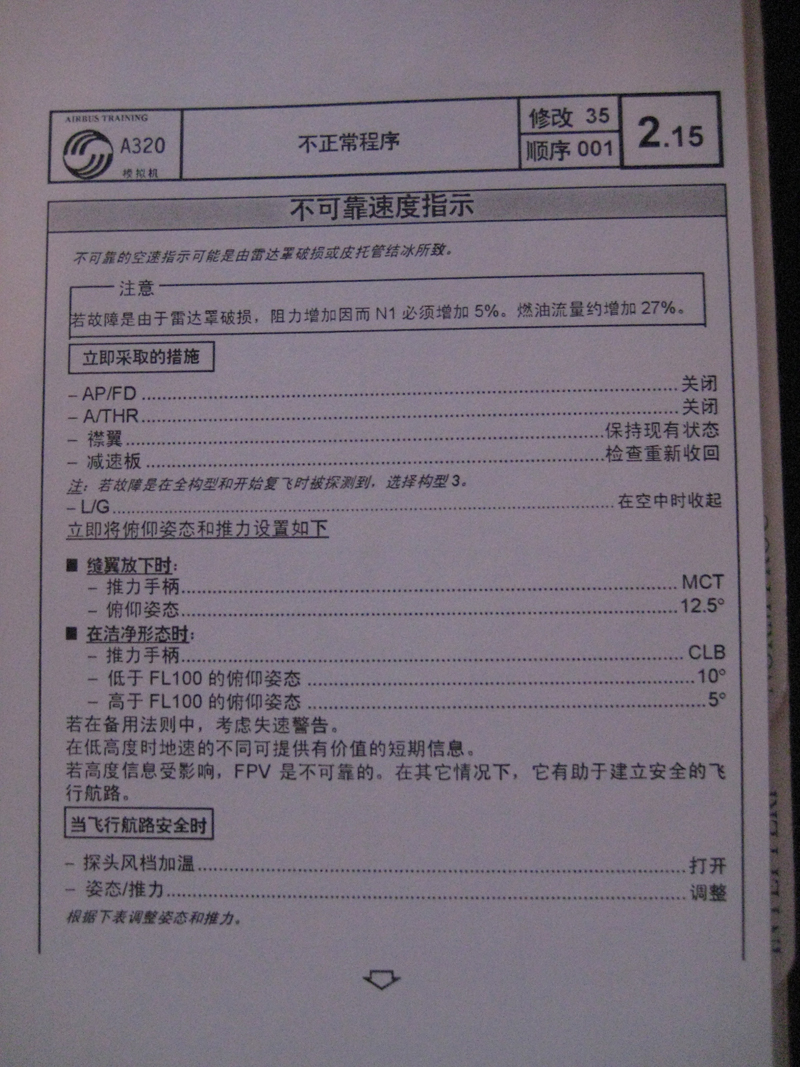 AIRBUS TRAINING
A320
模拟机
不正常程序
修改 35
顺序 001
2.15
不可靠速度指示
不可靠的空速指示可能是由雷达罩破损或皮托管结冰所致。
注意
若故障是由于雷达罩破损，阻力增加因而 N1 必须增加 5%。燃油流量约增加 27%。
立即采取的措施
– AP/FD ........ 关闭
– A/THR ........ 关闭
– 襟翼 ........ 保持现有状态
– 减速板 ........ 检查重新收回
注：若故障是在全构型和开始复飞时被探测到，选择构型 3。
– L/G ........ 在空中时收起
立即将俯仰姿态和推力设置如下
■ 缝翼放下时：
– 推力手柄 ........ MCT
– 俯仰姿态 ........ 12.5°
■ 在洁净形态时：
– 推力手柄 ........ CLB
– 低于 FL100 的俯仰姿态 ........ 10°
– 高于 FL100 的俯仰姿态 ........ 5°
若在备用法则中，考虑失速警告。
在低高度时地速的不同可提供有价值的短期信息。
若高度信息受影响，FPV 是不可靠的。在其它情况下，它有助于建立安全的飞
行航路。
当飞行航路安全时
– 探头风档加温 ........ 打开
– 姿态/推力 ........ 调整
根据下表调整姿态和推力。